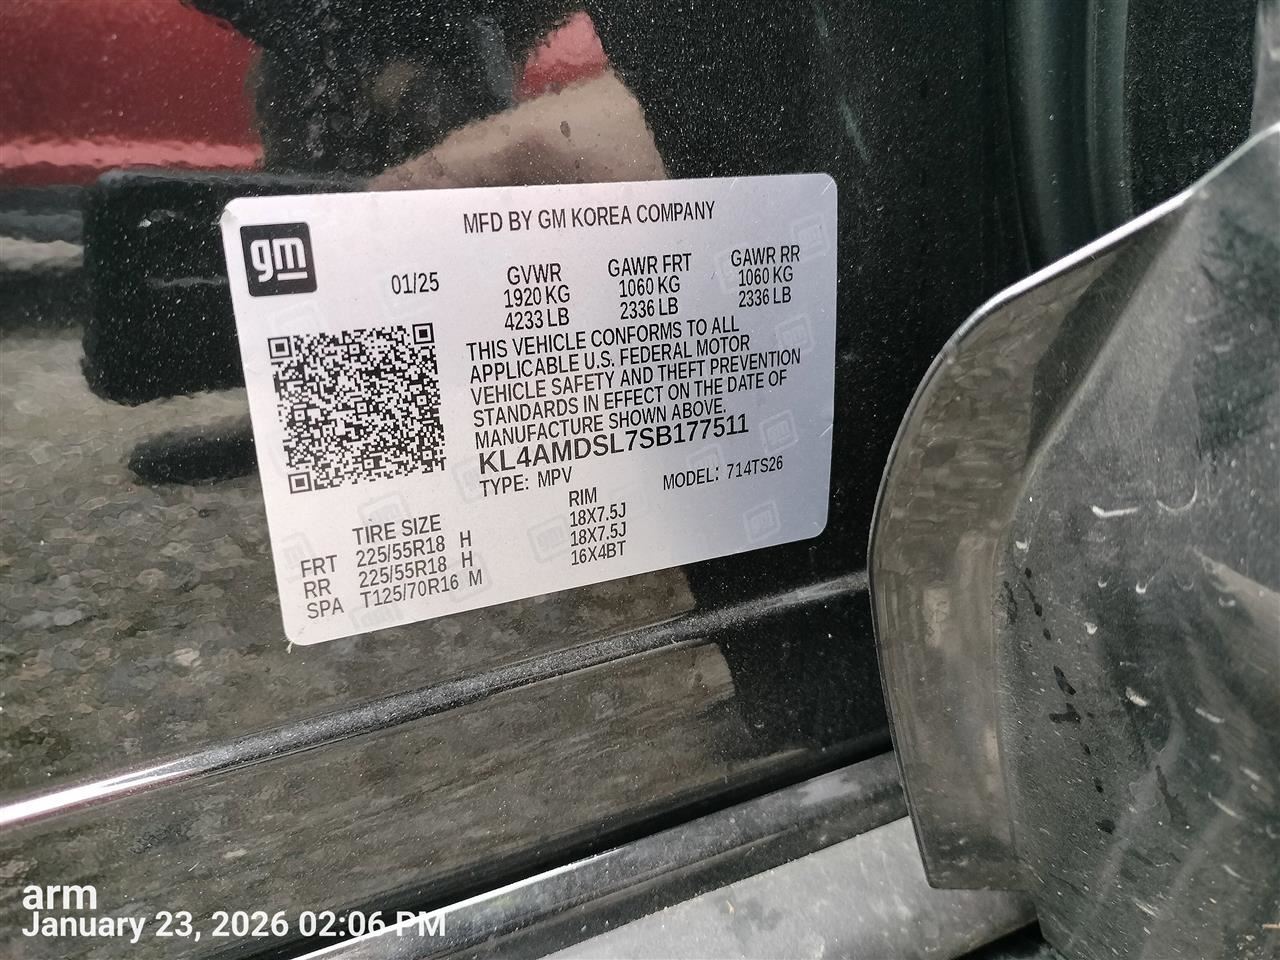 gm
MFD BY GM KOREA COMPANY
01/25
GVWR GAWR FRT GAWR RR
1920 KG 1060 KG 1060 KG
4233 LB 2336 LB 2336 LB
THIS VEHICLE CONFORMS TO ALL
APPLICABLE U.S. FEDERAL MOTOR
VEHICLE SAFETY AND THEFT PREVENTION
STANDARDS IN EFFECT ON THE DATE OF
MANUFACTURE SHOWN ABOVE.
KL4AMDSL7SB177511
TYPE: MPV MODEL: 714TS26
TIRE SIZE RIM
FRT 225/55R18 H 18X7.5J
RR 225/55R18 H 18X7.5J
SPA T125/70R16 M 16X4BT
arm
January 23, 2026 02:06 PM